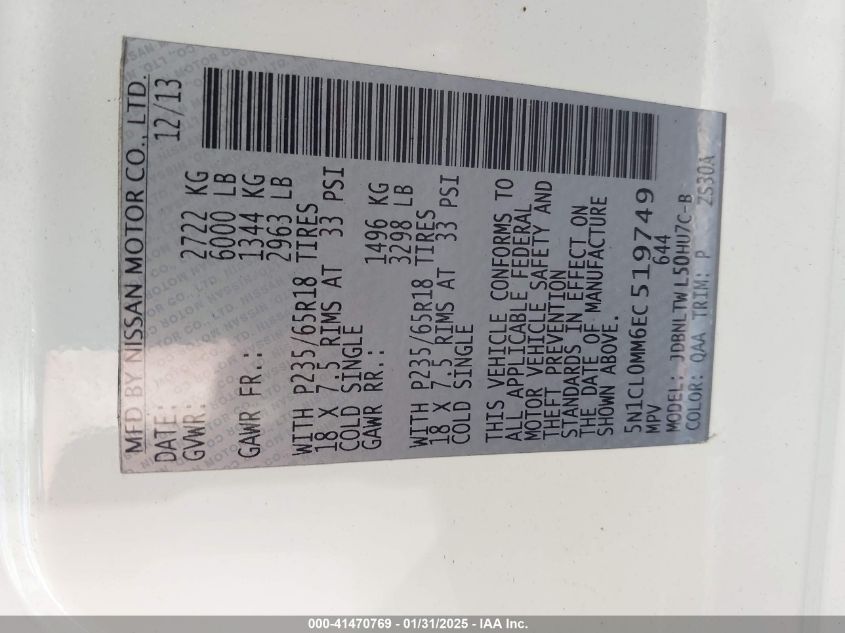 MFD BY NISSAN MOTOR CO., LTD.
DATE: 12/13
GVWR: 2722 KG
6000 LB
GAWR FR.: 1344 KG
2963 LB
WITH P235/65R18 TIRES
18 X 7.5 RIMS AT 33 PSI
COLD SINGLE
GAWR RR.: 1496 KG
3298 LB
WITH P235/65R18 TIRES
18 X 7.5 RIMS AT 33 PSI
COLD SINGLE
THIS VEHICLE CONFORMS TO
ALL APPLICABLE FEDERAL
MOTOR VEHICLE SAFETY AND
THEFT PREVENTION
STANDARDS IN EFFECT ON
THE DATE OF MANUFACTURE
SHOWN ABOVE.
5N1CL0MM6EC519749
MPV 644
MODEL: JDBNLTWL50HU7C-B
COLOR: QAA TRIM: P ZS30A
000-41470769 - 01/31/2025 - IAA Inc.